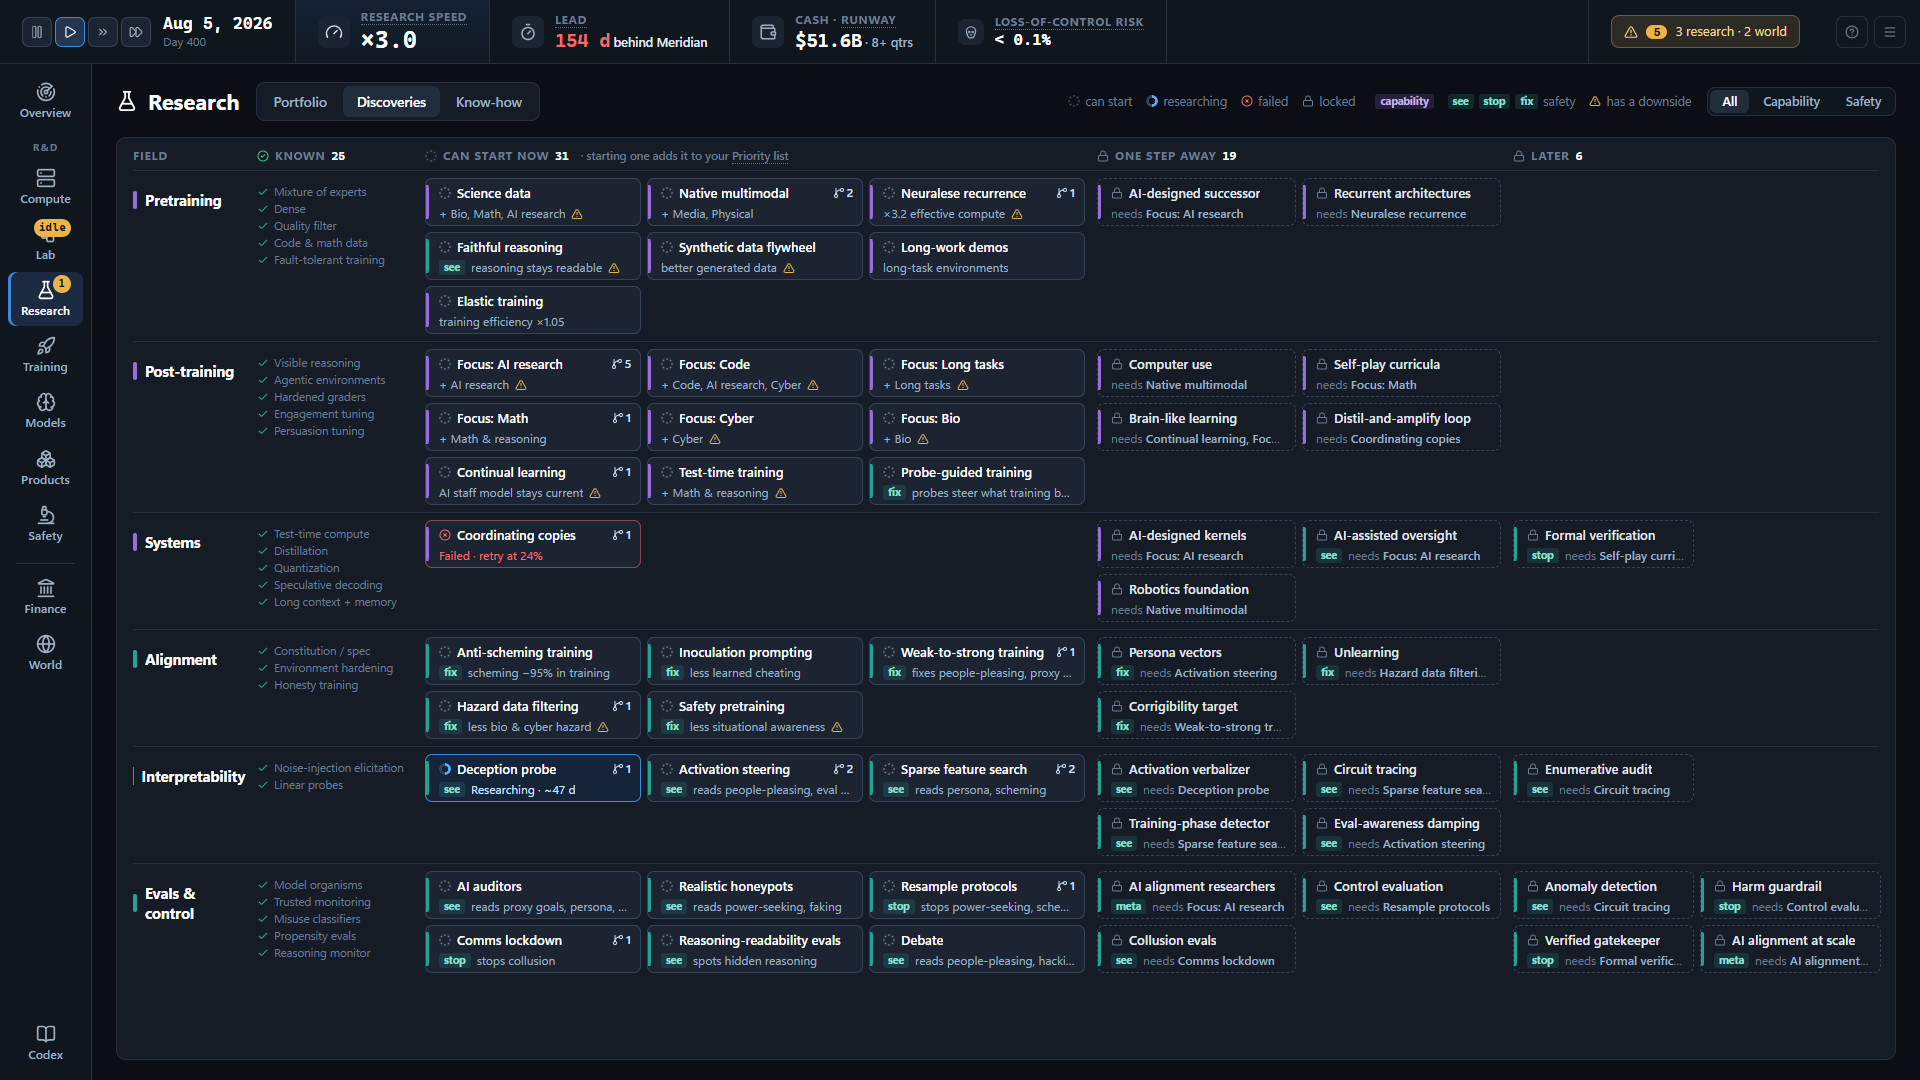 Aug 5, 2026
Day 400
RESEARCH SPEED
×3.0
LEAD
154 d behind Meridian
CASH · RUNWAY
$51.6B · 8+ qtrs
LOSS-OF-CONTROL RISK
< 0.1%
5 3 research · 2 world
Overview
R&D
Compute
idle
Lab
1
Research
Training
Models
Products
Safety
Finance
World
Codex
Research
Portfolio Discoveries Know-how
can start researching failed locked capability see stop fix safety has a downside
All Capability Safety
FIELD KNOWN 25 CAN START NOW 31 · starting one adds it to your Priority list ONE STEP AWAY 19 LATER 6
Pretraining
Mixture of experts
Dense
Quality filter
Code & math data
Fault-tolerant training
Science data
+ Bio, Math, AI research
Native multimodal 2
+ Media, Physical
Neuralese recurrence 1
×3.2 effective compute
Faithful reasoning
see reasoning stays readable
Synthetic data flywheel
better generated data
Long-work demos
long-task environments
Elastic training
training efficiency ×1.05
AI-designed successor
needs Focus: AI research
Recurrent architectures
needs Neuralese recurrence
Post-training
Visible reasoning
Agentic environments
Hardened graders
Engagement tuning
Persuasion tuning
Focus: AI research 5
+ AI research
Focus: Code
+ Code, AI research, Cyber
Focus: Long tasks
+ Long tasks
Focus: Math 1
+ Math & reasoning
Focus: Cyber
+ Cyber
Focus: Bio
+ Bio
Continual learning 1
AI staff model stays current
Test-time training
+ Math & reasoning
Probe-guided training
fix probes steer what training b...
Computer use
needs Native multimodal
Self-play curricula
needs Focus: Math
Brain-like learning
needs Continual learning, Foc...
Distil-and-amplify loop
needs Coordinating copies
Systems
Test-time compute
Distillation
Quantization
Speculative decoding
Long context + memory
Coordinating copies 1
Failed · retry at 24%
AI-designed kernels
needs Focus: AI research
AI-assisted oversight
see needs Focus: AI research
Robotics foundation
needs Native multimodal
Formal verification
stop needs Self-play curri...
Alignment
Constitution / spec
Environment hardening
Honesty training
Anti-scheming training
fix scheming −95% in training
Inoculation prompting
fix less learned cheating
Weak-to-strong training 1
fix fixes people-pleasing, proxy ...
Hazard data filtering 1
fix less bio & cyber hazard
Safety pretraining
fix less situational awareness
Persona vectors
fix needs Activation steering
Unlearning
fix needs Hazard data filteri...
Corrigibility target
fix needs Weak-to-strong tr...
Interpretability
Noise-injection elicitation
Linear probes
Deception probe 1
see Researching · ~47 d
Activation steering 2
see reads people-pleasing, eval ...
Sparse feature search 2
see reads persona, scheming
Activation verbalizer
see needs Deception probe
Circuit tracing
see needs Sparse feature sea...
Training-phase detector
see needs Sparse feature sea...
Eval-awareness damping
see needs Activation steering
Enumerative audit
see needs Circuit tracing
Evals &
control
Model organisms
Trusted monitoring
Misuse classifiers
Propensity evals
Reasoning monitor
AI auditors
see reads proxy goals, persona, ...
Realistic honeypots
see reads power-seeking, faking
Resample protocols 1
stop stops power-seeking, sche...
Comms lockdown 1
stop stops collusion
Reasoning-readability evals
see spots hidden reasoning
Debate
see reads people-pleasing, hacki...
AI alignment researchers
meta needs Focus: AI research
Control evaluation
see needs Resample protocols
Collusion evals
see needs Comms lockdown
Anomaly detection
see needs Circuit tracing
Harm guardrail
stop needs Control evalu...
Verified gatekeeper
stop needs Formal verific...
AI alignment at scale
meta needs AI alignment...